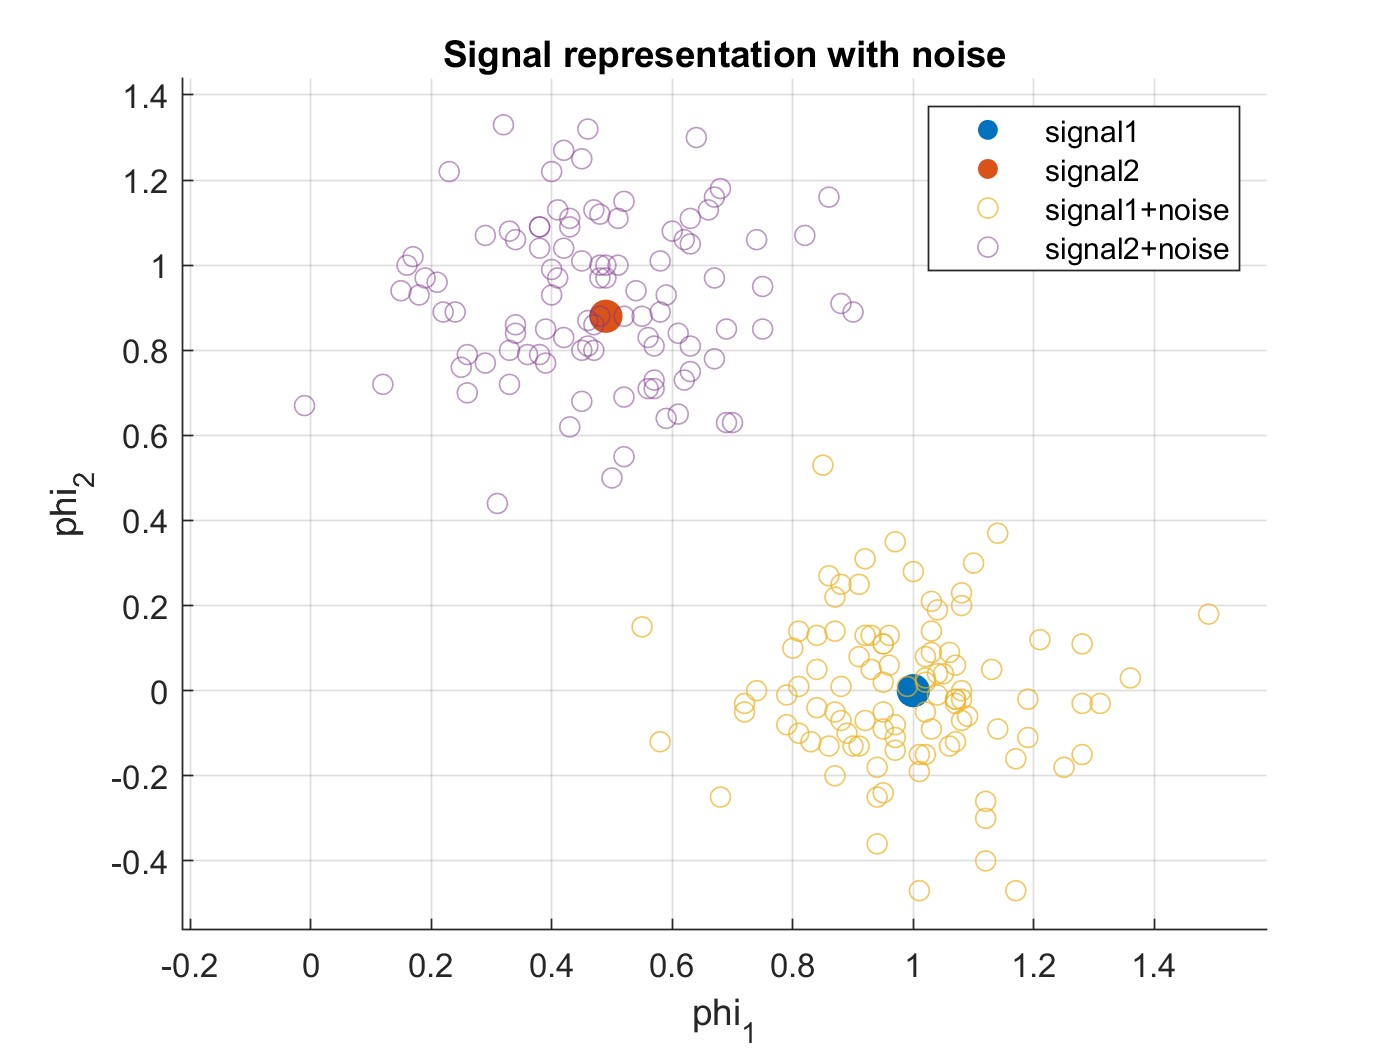 Signal representation with noise
signal1
signal2
signal1+noise
signal2+noise
1.4
1.2
1
0.8
0.6
0.4
0.2
0
-0.2
-0.4
phi2
-0.2 0 0.2 0.4 0.6 0.8 1 1.2 1.4
phi1